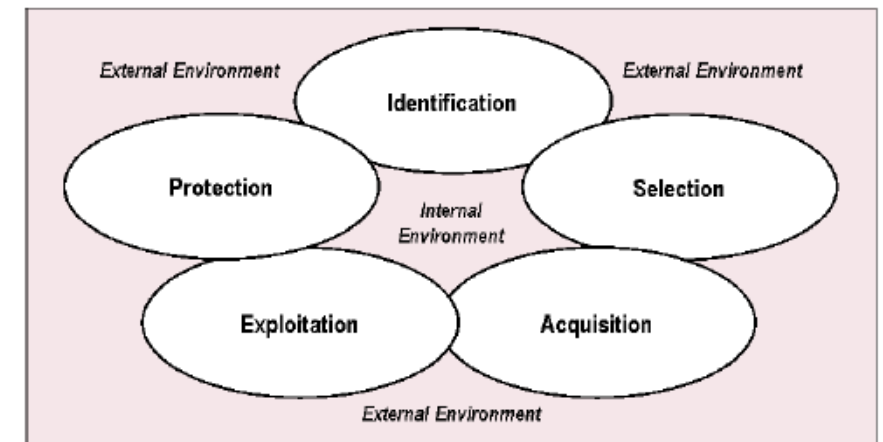 External Environment
External Environment
Identification
Protection
Selection
Internal
Environment
Exploitation
Acquisition
External Environment